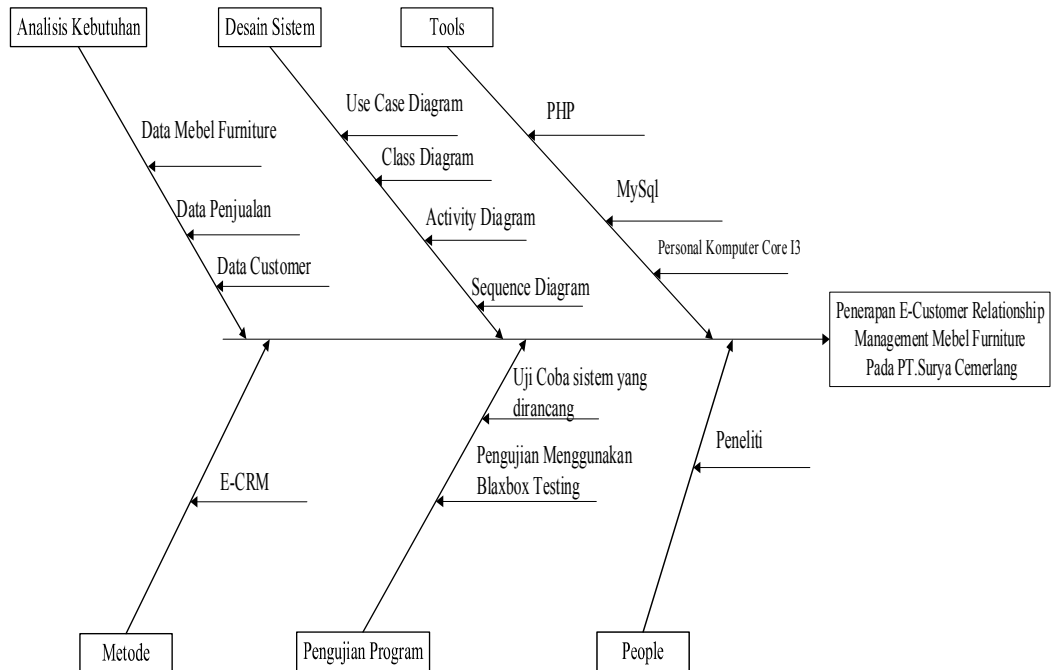 Analisis Kebutuhan
Desain Sistem
Tools
Data Mebel Furniture
Data Penjualan
Data Customer
Use Case Diagram
Class Diagram
Activity Diagram
Sequence Diagram
PHP
MySql
Personal Komputer Core I3
Penerapan E-Customer Relationship
Management Mebel Furniture
Pada PT.Surya Cemerlang
E-CRM
Uji Coba sistem yang
dirancang
Pengujian Menggunakan
Blaxbox Testing
Peneliti
Metode
Pengujian Program
People